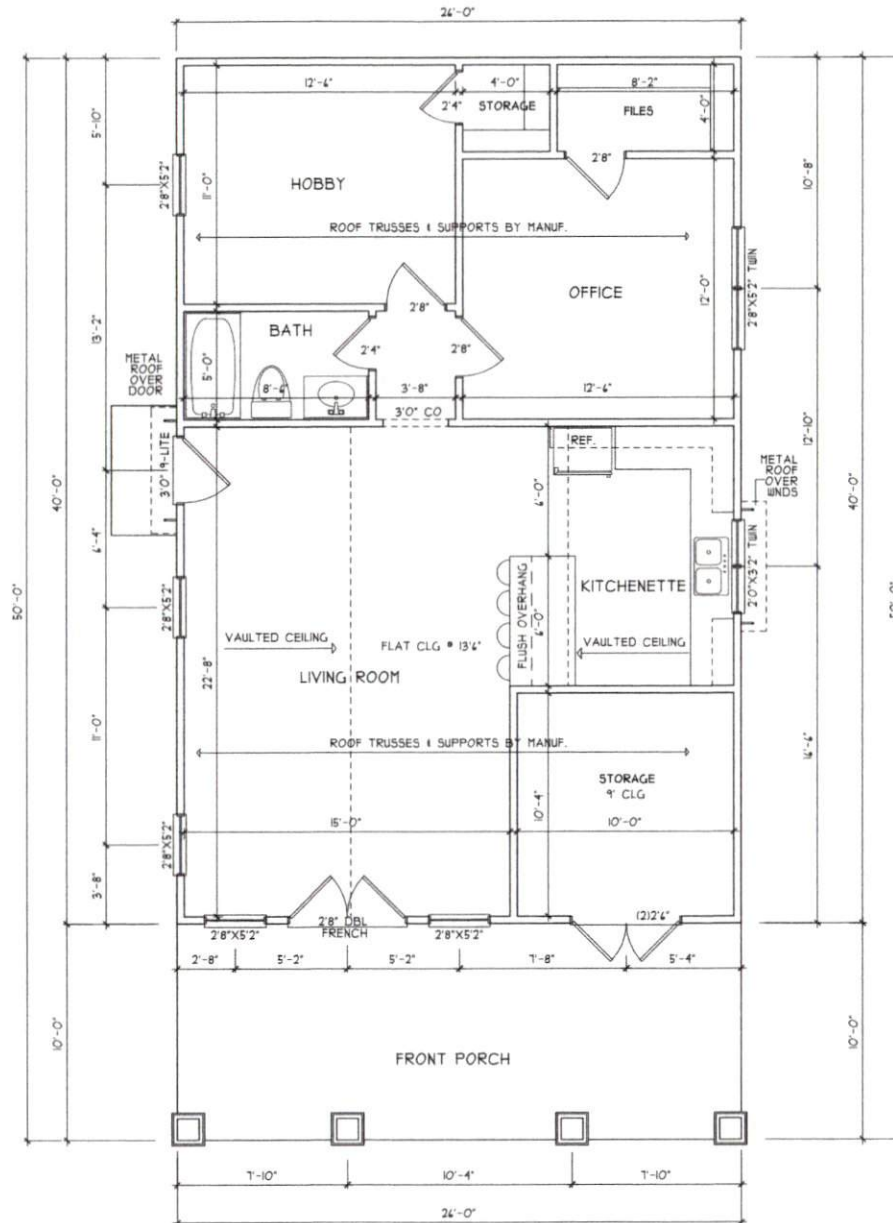 26'-0"
12'-6"
4'-0"
8'-2"
2'4"
STORAGE
FILES
4'-0"
5'-10"
2'8"
10'-8"
2'8"X5'2"
HOBBY
11'-0"
ROOF TRUSSES & SUPPORTS BY MANUF.
2'8"X5'2" TWIN
OFFICE
12'-0"
2'8"
13'-2"
BATH
2'4"
2'8"
METAL
ROOF
OVER
DOOR
5'-0"
8'-6"
3'-8"
12'-6"
3'0" CO
REF.
3'0" 9-LITE
12'-10"
METAL
ROOF
OVER
WNDS
40'-0"
6'-0"
40'-0"
6'-4"
2'0"X3'2" TWIN
KITCHENETTE
50'-0"
2'8"X5'2"
FLUSH OVERHANG
6'-0"
50'-0"
VAULTED CEILING
FLAT CLG @ 13'6"
VAULTED CEILING
LIVING ROOM
22'-8"
11'-0"
ROOF TRUSSES & SUPPORTS BY MANUF.
16'-6"
STORAGE
9' CLG
10'-4"
15'-0"
10'-0"
2'8"X5'2"
3'-8"
2'8" DBL
FRENCH
(2)2'6"
2'8"X5'2"
2'8"X5'2"
2'-8"
5'-2"
5'-2"
7'-8"
5'-4"
10'-0"
FRONT PORCH
10'-0"
7'-10"
10'-4"
7'-10"
26'-0"